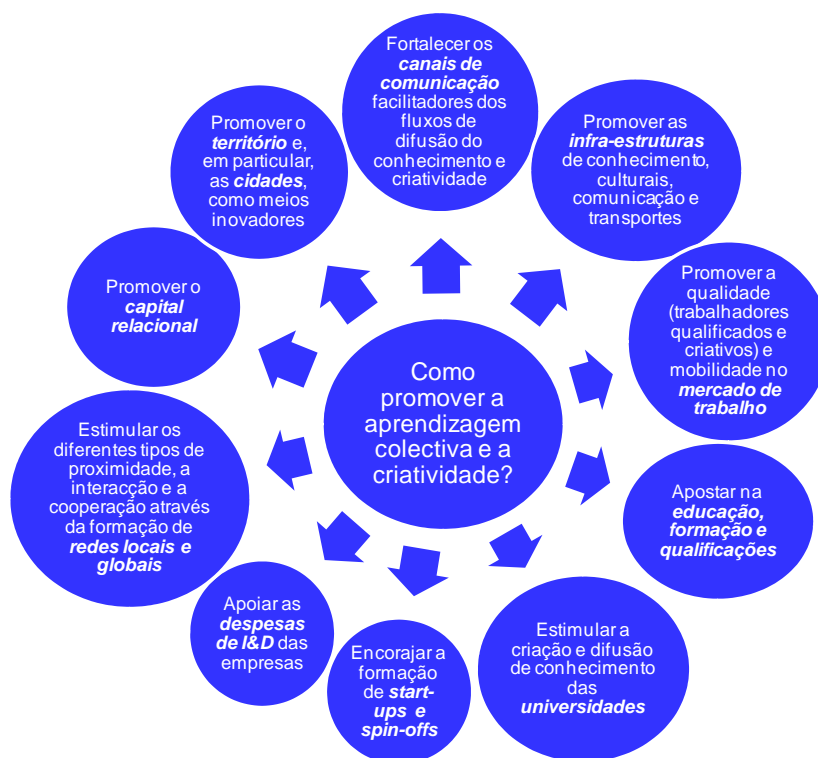 Fortalecer os
canais de
comunicação
facilitadores dos
fluxos de
difusão do
conhecimento e
criatividade
Promover as
infra-estruturas
de conhecimento,
culturais,
comunicação e
transportes
Promover a
qualidade
(trabalhadores
qualificados e
criativos) e
mobilidade no
mercado de
trabalho
Apostar na
educação,
formação e
qualificações
Estimular a
criação e difusão
de conhecimento
das
universidades
Encorajar a
formação
de start-
ups e
spin-offs
Apoiar as
despesas
de I&D das
empresas
Estimular os
diferentes tipos de
proximidade, a
interacção e a
cooperação através
da formação de
redes locais e
globais
Promover o
capital
relacional
Promover o
território e,
em particular,
as cidades,
como meios
inovadores
Como
promover a
aprendizagem
colectiva e a
criatividade?